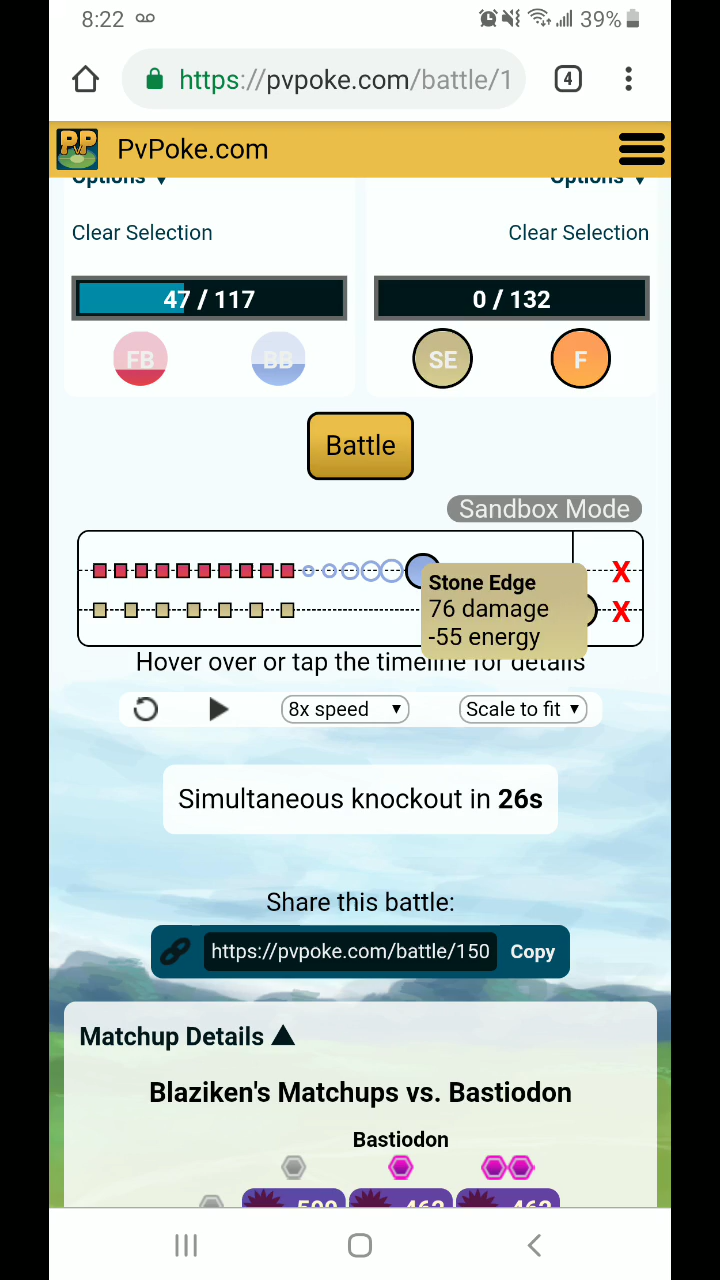 8:22 39%
https://pvpoke.com/battle/1 4
PP PvPoke.com
Options ▼ Options ▼
Clear Selection Clear Selection
47 / 117 0 / 132
FB BB SE F
Battle
Sandbox Mode
X
Stone Edge
76 damage
X
-55 energy
Hover over or tap the timeline for details
8x speed ▼ Scale to fit ▼
Simultaneous knockout in 26s
Share this battle:
https://pvpoke.com/battle/150 Copy
Matchup Details ▲
Blaziken's Matchups vs. Bastiodon
Bastiodon
462 462